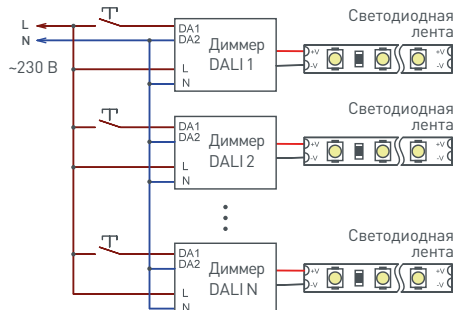 Светодиодная
лента
L
N
~230 В
DA1
DA2
L
N
Диммер
DALI 1
+V
-V
+V
-V
Светодиодная
лента
DA1
DA2
L
N
Диммер
DALI 2
+V
-V
+V
-V
Светодиодная
лента
DA1
DA2
L
N
Диммер
DALI N
+V
-V
+V
-V